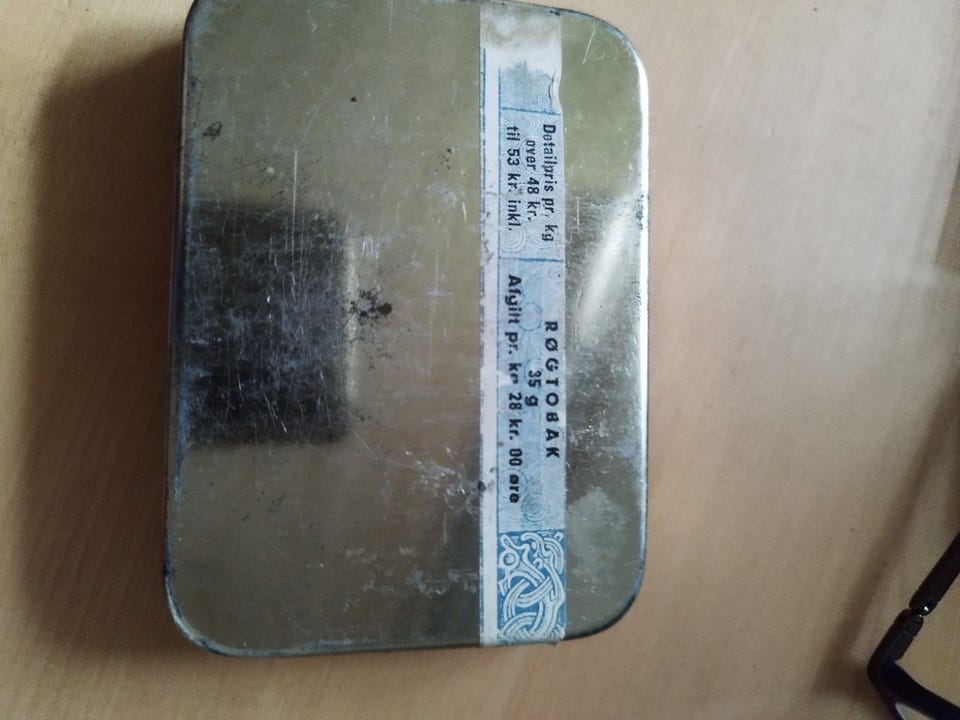 Detailpris pr. kg
over 48 kr.
til 53 kr. inkl.
RØGTOBAK
35 g
Afgift pr. kg 28 kr. 00 øre